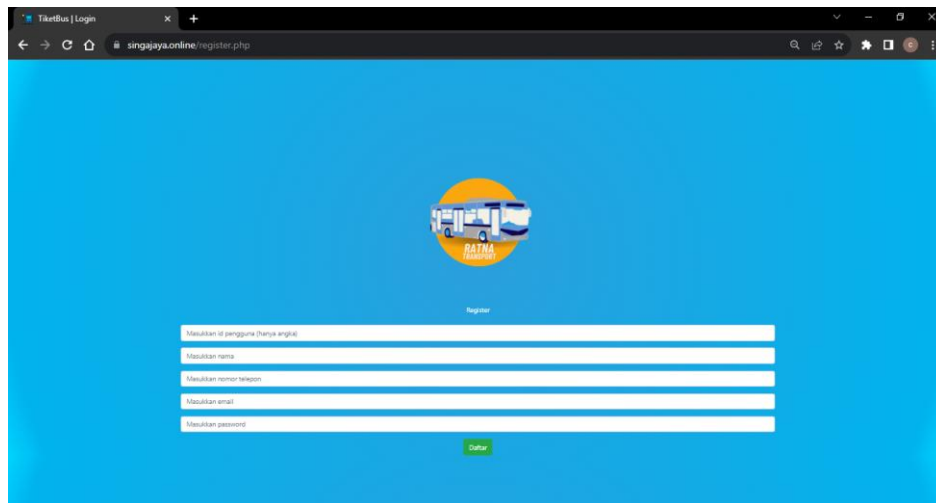 TiketBus | Login
singajaya.online/register.php
RATNA
TRANSPORT
Register
Masukkan id pengguna (hanya angka)
Masukkan nama
Masukkan nomor telepon
Masukkan email
Masukkan password
Daftar